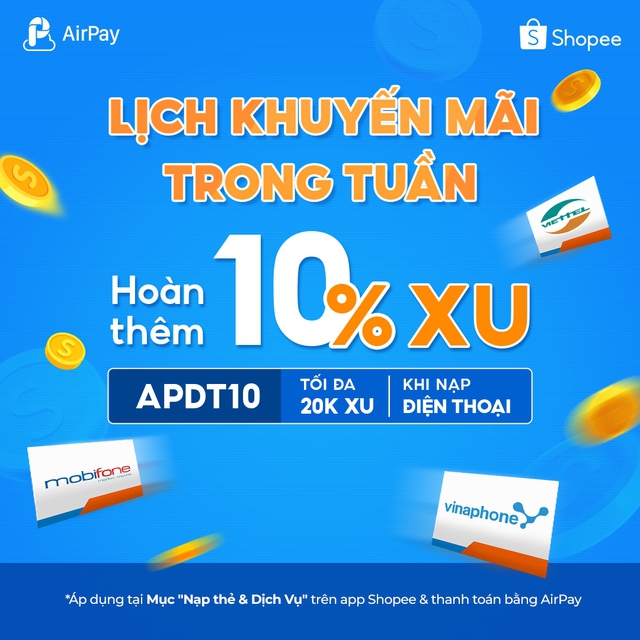 AirPay
Shopee
LỊCH KHUYẾN MÃI
TRONG TUẦN
Hoàn thêm 10% XU
APDT10
TỐI ĐA 20K XU
KHI NẠP ĐIỆN THOẠI
VIETTEL
mobifone
vinaphone
*Áp dụng tại Mục "Nạp thẻ & Dịch Vụ" trên app Shopee & thanh toán bằng AirPay